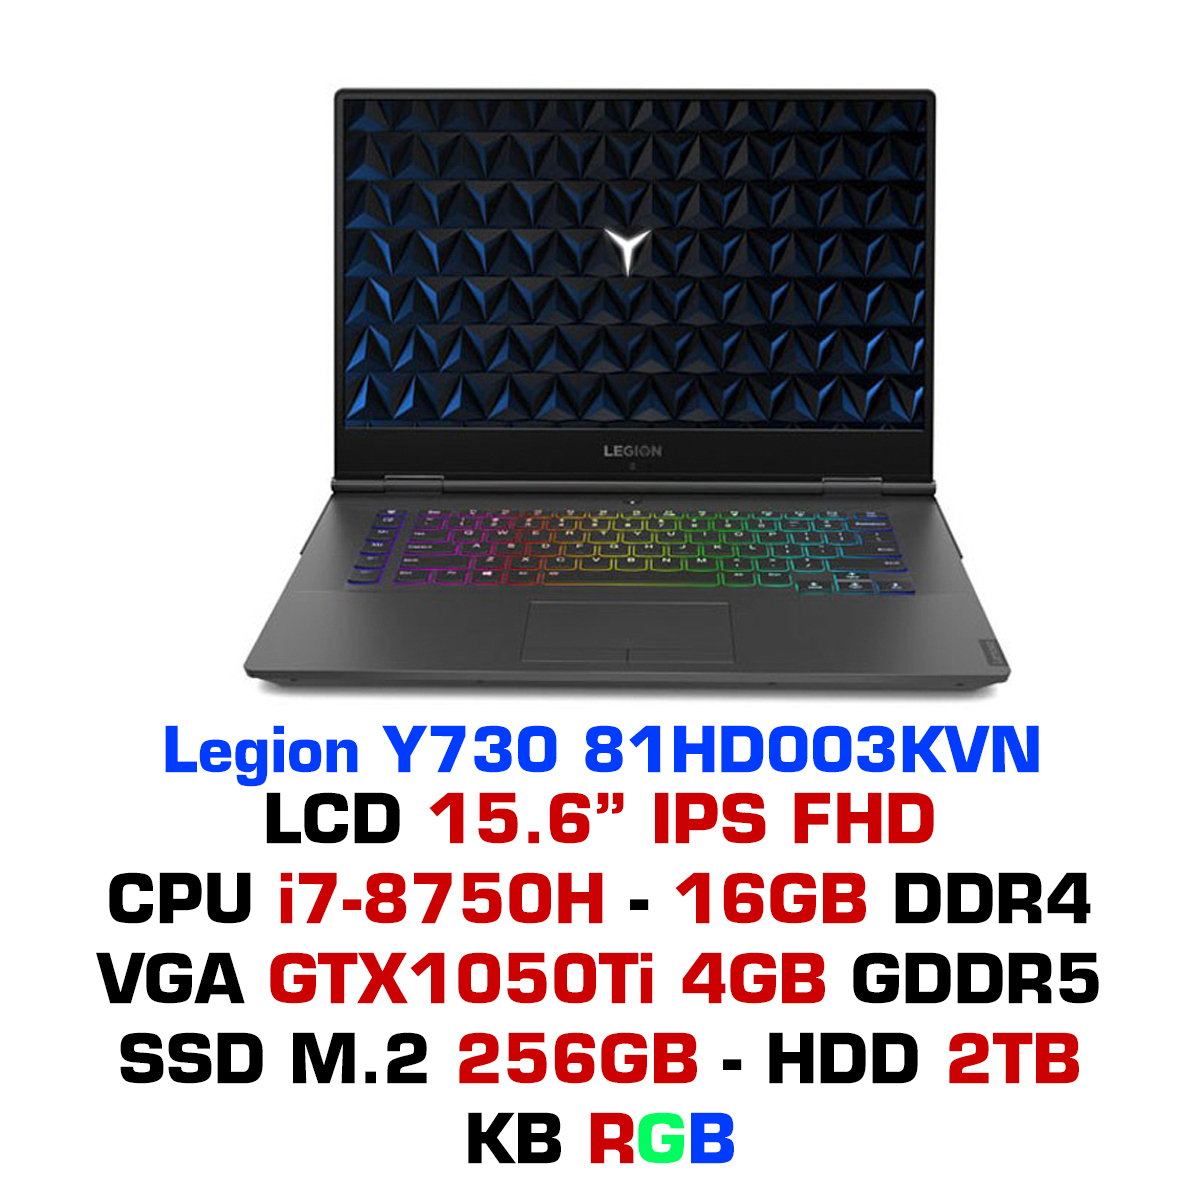 LEGION
Legion Y730 81HD003KVN
LCD 15.6” IPS FHD
CPU i7-8750H - 16GB DDR4
VGA GTX1050Ti 4GB GDDR5
SSD M.2 256GB - HDD 2TB
KB RGB